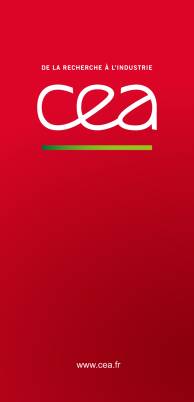 DE LA RECHERCHE À L'INDUSTRIE
cea
www.cea.fr